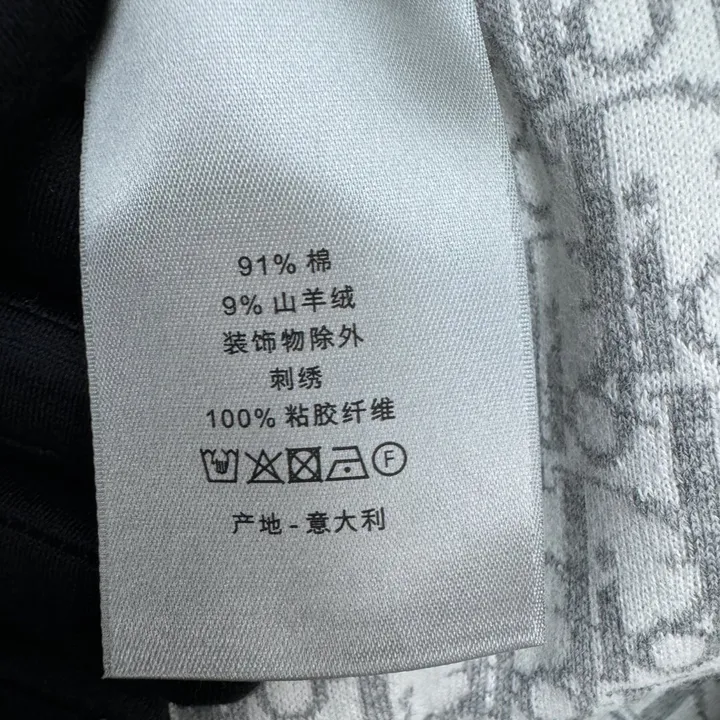 91% 棉
9% 山羊绒
装饰物除外
刺绣
100% 粘胶纤维
F
产地 - 意大利